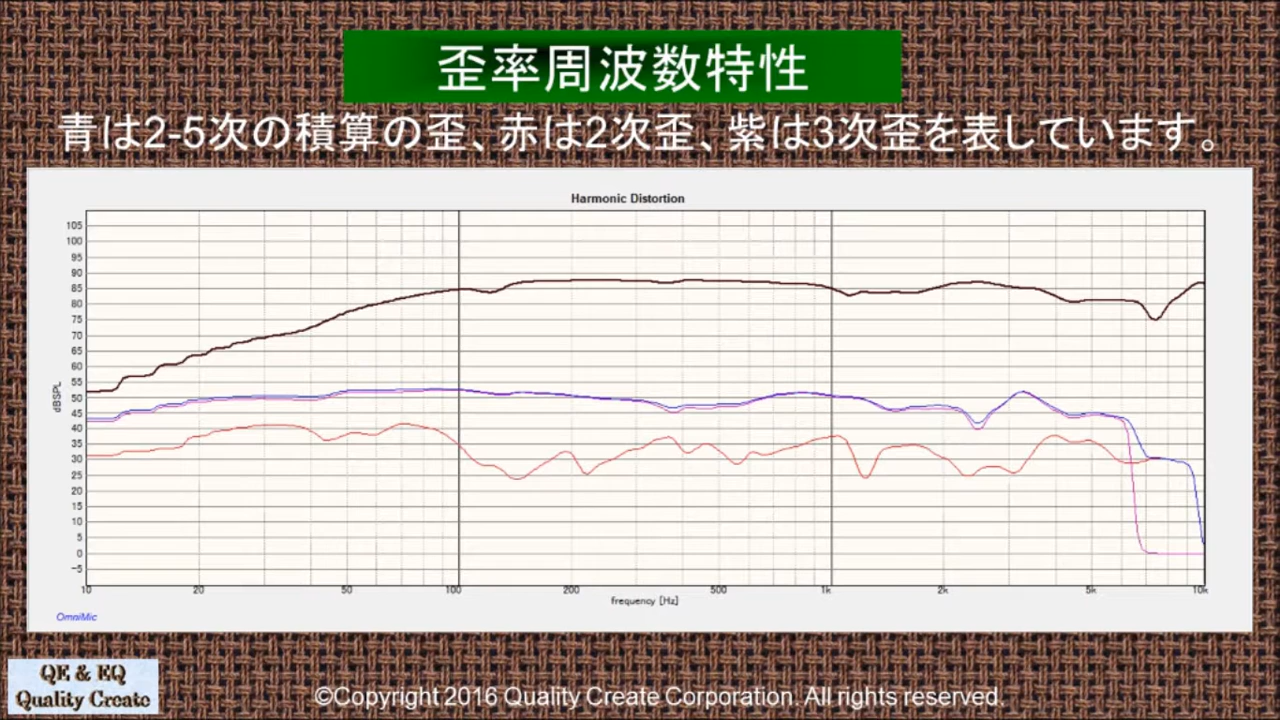 歪率周波数特性
青は2-5次の積算の歪、赤は2次歪、紫は3次歪を表しています。
Harmonic Distortion
105
100
95
90
85
80
75
70
65
60
55
50
45
40
35
30
25
20
15
10
5
0
-5
dBSPL
10 20 50 100 200 500 1k 2k 5k 10k
frequency [Hz]
OmniMic
QE & EQ
Quality Create
©Copyright 2016 Quality Create Corporation. All rights reserved.